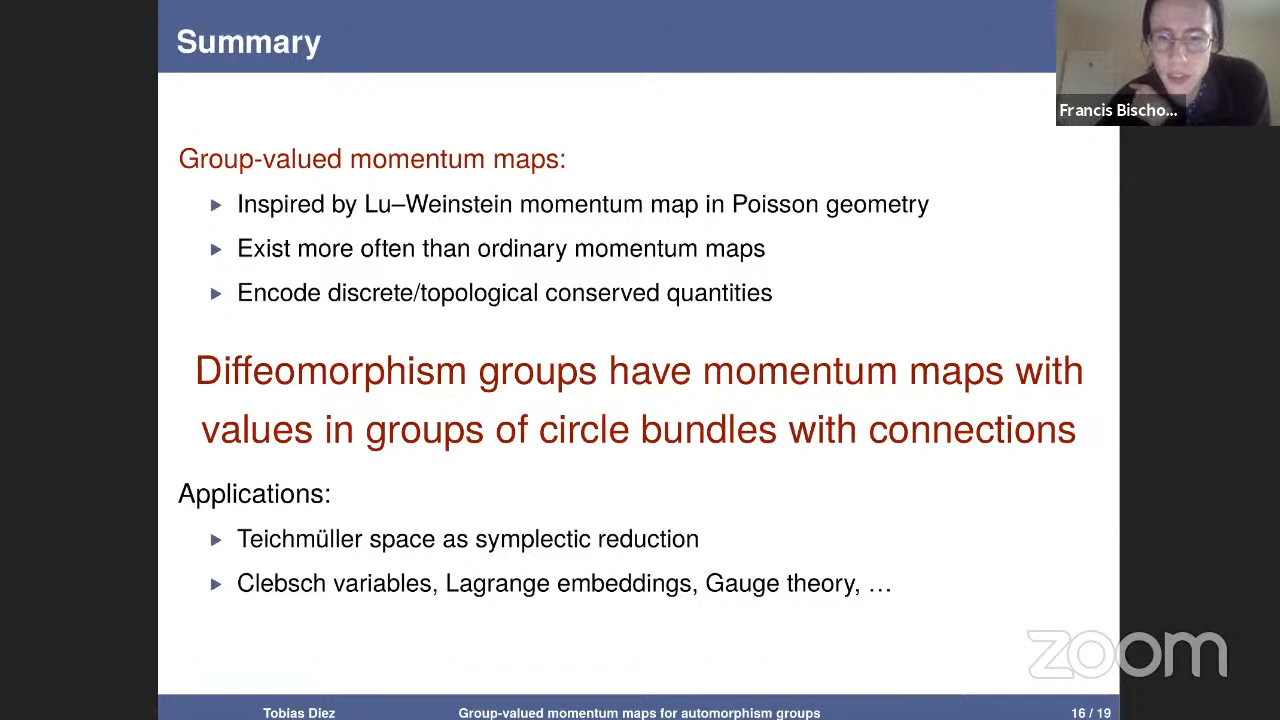 Summary
Francis Bischo...
Group-valued momentum maps:
Inspired by Lu–Weinstein momentum map in Poisson geometry
Exist more often than ordinary momentum maps
Encode discrete/topological conserved quantities
Diffeomorphism groups have momentum maps with
values in groups of circle bundles with connections
Applications:
Teichmüller space as symplectic reduction
Clebsch variables, Lagrange embeddings, Gauge theory, …
zoom
Tobias Diez Group-valued momentum maps for automorphism groups 16 / 19